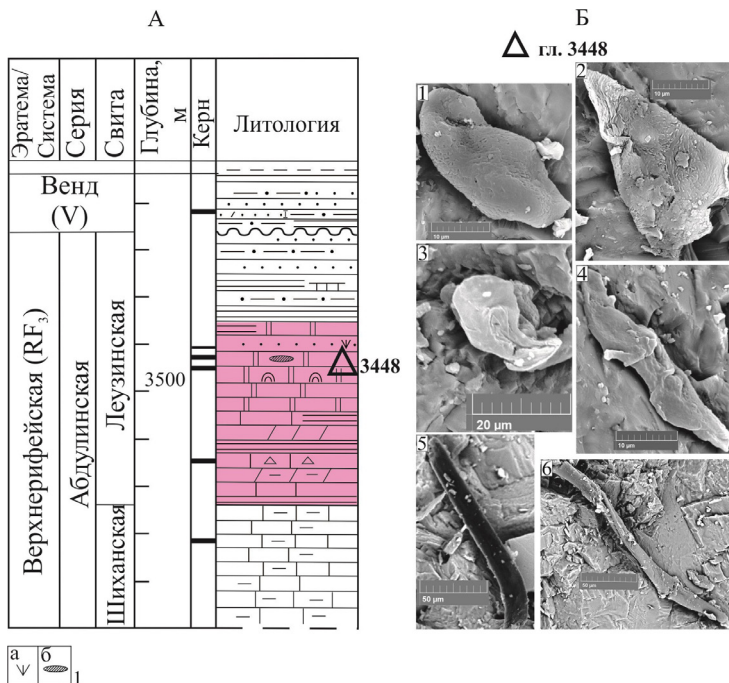 А
Б
гл. 3448
Эратема/
Система
Серия
Свита
Глубина,
м
Керн
Литология
Венд
(V)
Верхнерифейская (RF₃)
Абдулинская
Леузинская
Шиханская
3500
3448
1
10 µm
2
10 µm
3
20 µm
4
10 µm
5
50 µm
6
50 µm
а
б
1